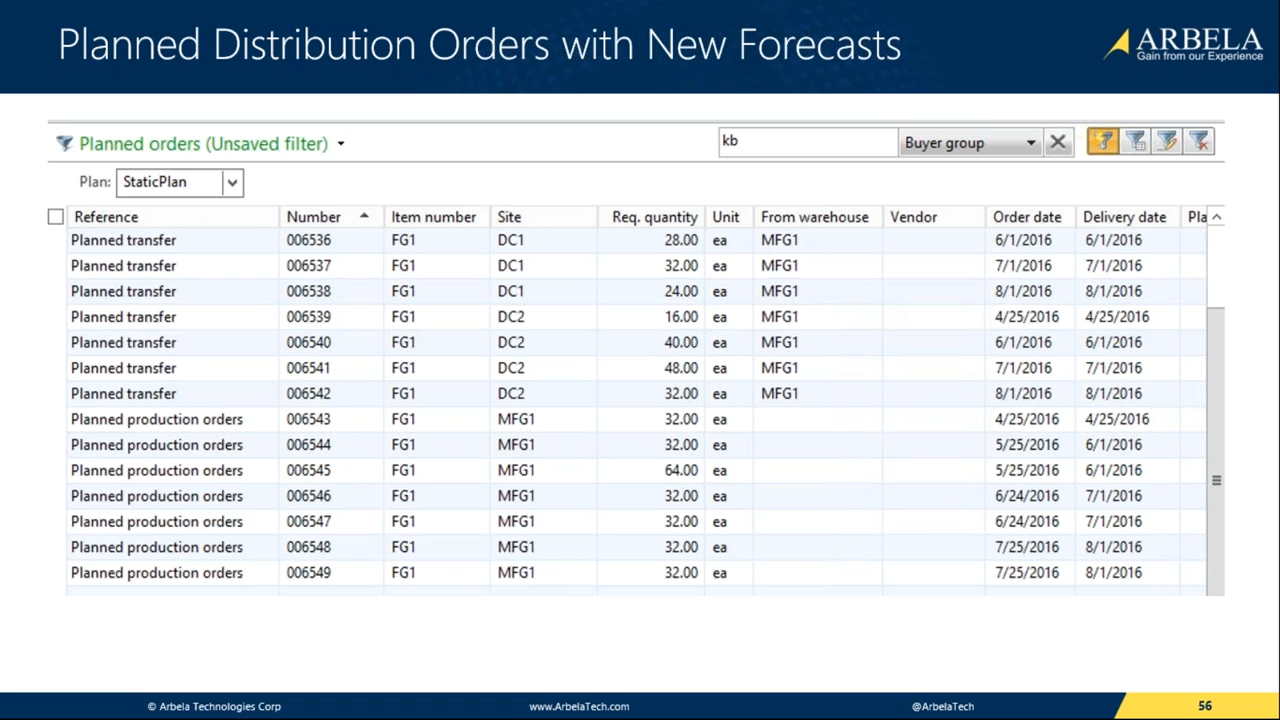 Planned Distribution Orders with New Forecasts
ARBELA
Gain from our Experience
Planned orders (Unsaved filter)
kb
Buyer group
Plan: StaticPlan
Reference Number Item number Site Req. quantity Unit From warehouse Vendor Order date Delivery date Pla
Planned transfer 006536 FG1 DC1 28.00 ea MFG1 6/1/2016 6/1/2016
Planned transfer 006537 FG1 DC1 32.00 ea MFG1 7/1/2016 7/1/2016
Planned transfer 006538 FG1 DC1 24.00 ea MFG1 8/1/2016 8/1/2016
Planned transfer 006539 FG1 DC2 16.00 ea MFG1 4/25/2016 4/25/2016
Planned transfer 006540 FG1 DC2 40.00 ea MFG1 6/1/2016 6/1/2016
Planned transfer 006541 FG1 DC2 48.00 ea MFG1 7/1/2016 7/1/2016
Planned transfer 006542 FG1 DC2 32.00 ea MFG1 8/1/2016 8/1/2016
Planned production orders 006543 FG1 MFG1 32.00 ea 4/25/2016 4/25/2016
Planned production orders 006544 FG1 MFG1 32.00 ea 5/25/2016 6/1/2016
Planned production orders 006545 FG1 MFG1 64.00 ea 5/25/2016 6/1/2016
Planned production orders 006546 FG1 MFG1 32.00 ea 6/24/2016 7/1/2016
Planned production orders 006547 FG1 MFG1 32.00 ea 6/24/2016 7/1/2016
Planned production orders 006548 FG1 MFG1 32.00 ea 7/25/2016 8/1/2016
Planned production orders 006549 FG1 MFG1 32.00 ea 7/25/2016 8/1/2016
© Arbela Technologies Corp www.ArbelaTech.com @ArbelaTech 56